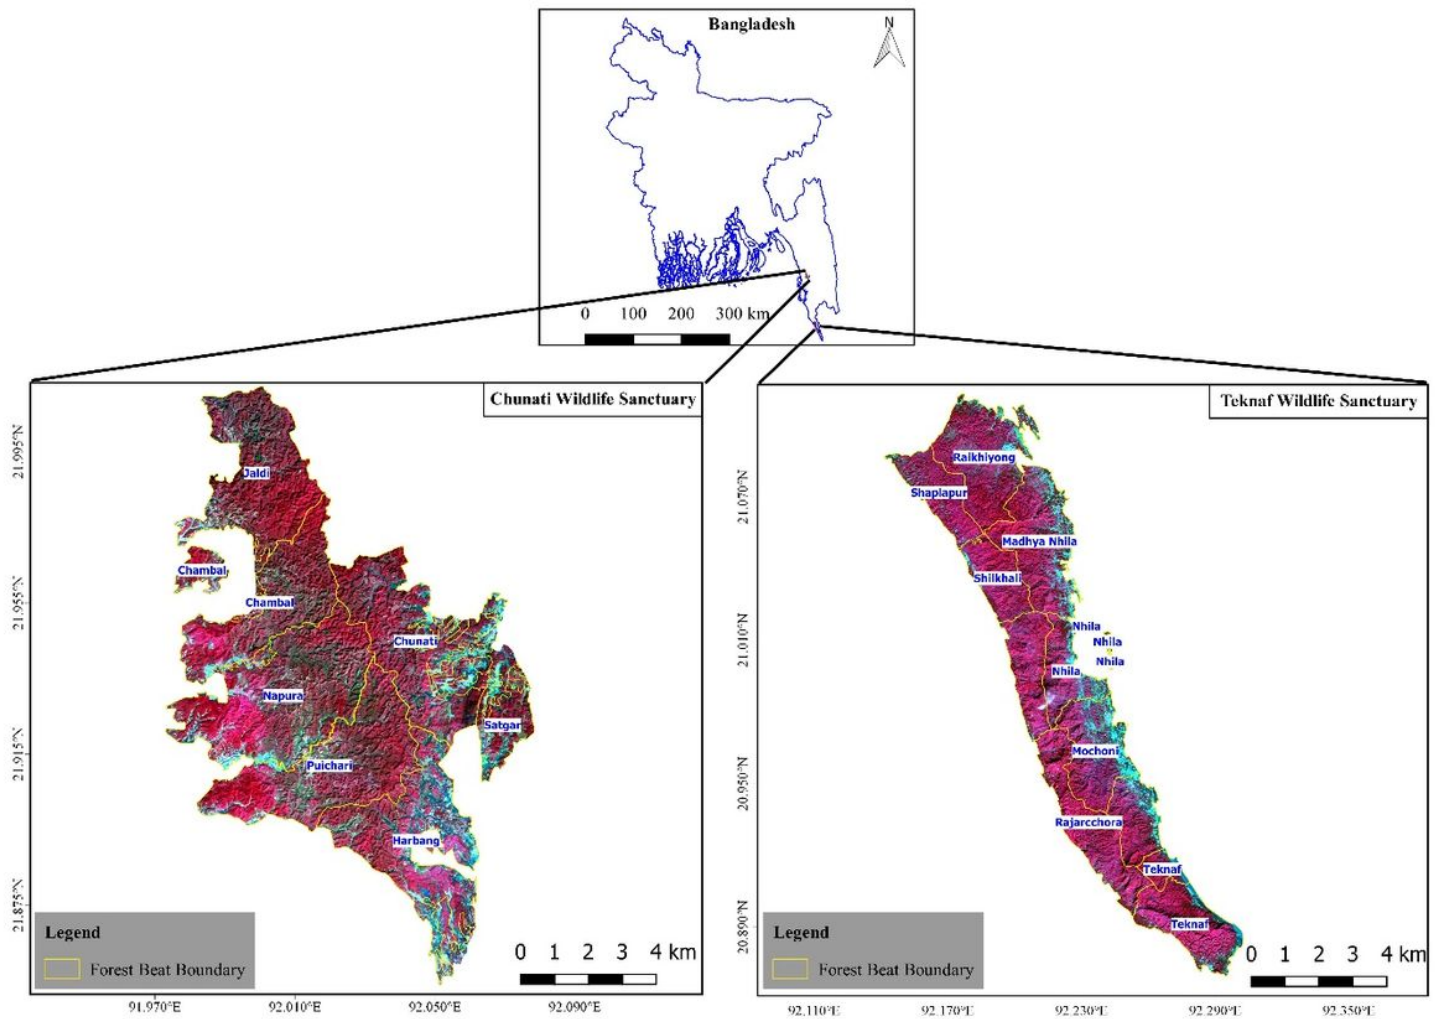 Bangladesh
N
0 100 200 300 km
Chunati Wildlife Sanctuary
21.995°N
21.955°N
21.915°N
21.875°N
Jaldi
Chambal
Chambal
Chunati
Napura
Satgar
Puichari
Harbang
Legend
Forest Beat Boundary
0 1 2 3 4 km
91.970°E 92.010°E 92.050°E 92.090°E
Teknaf Wildlife Sanctuary
21.070°N
21.010°N
20.950°N
20.890°N
Raikhiyong
Shaplapur
Madhya Nhila
Shilkhali
Nhila
Nhila
Nhila
Nhila
Mochoni
Rajarcchora
Teknaf
Teknaf
Legend
Forest Beat Boundary
0 1 2 3 4 km
92.110°E 92.170°E 92.230°E 92.290°E 92.350°E